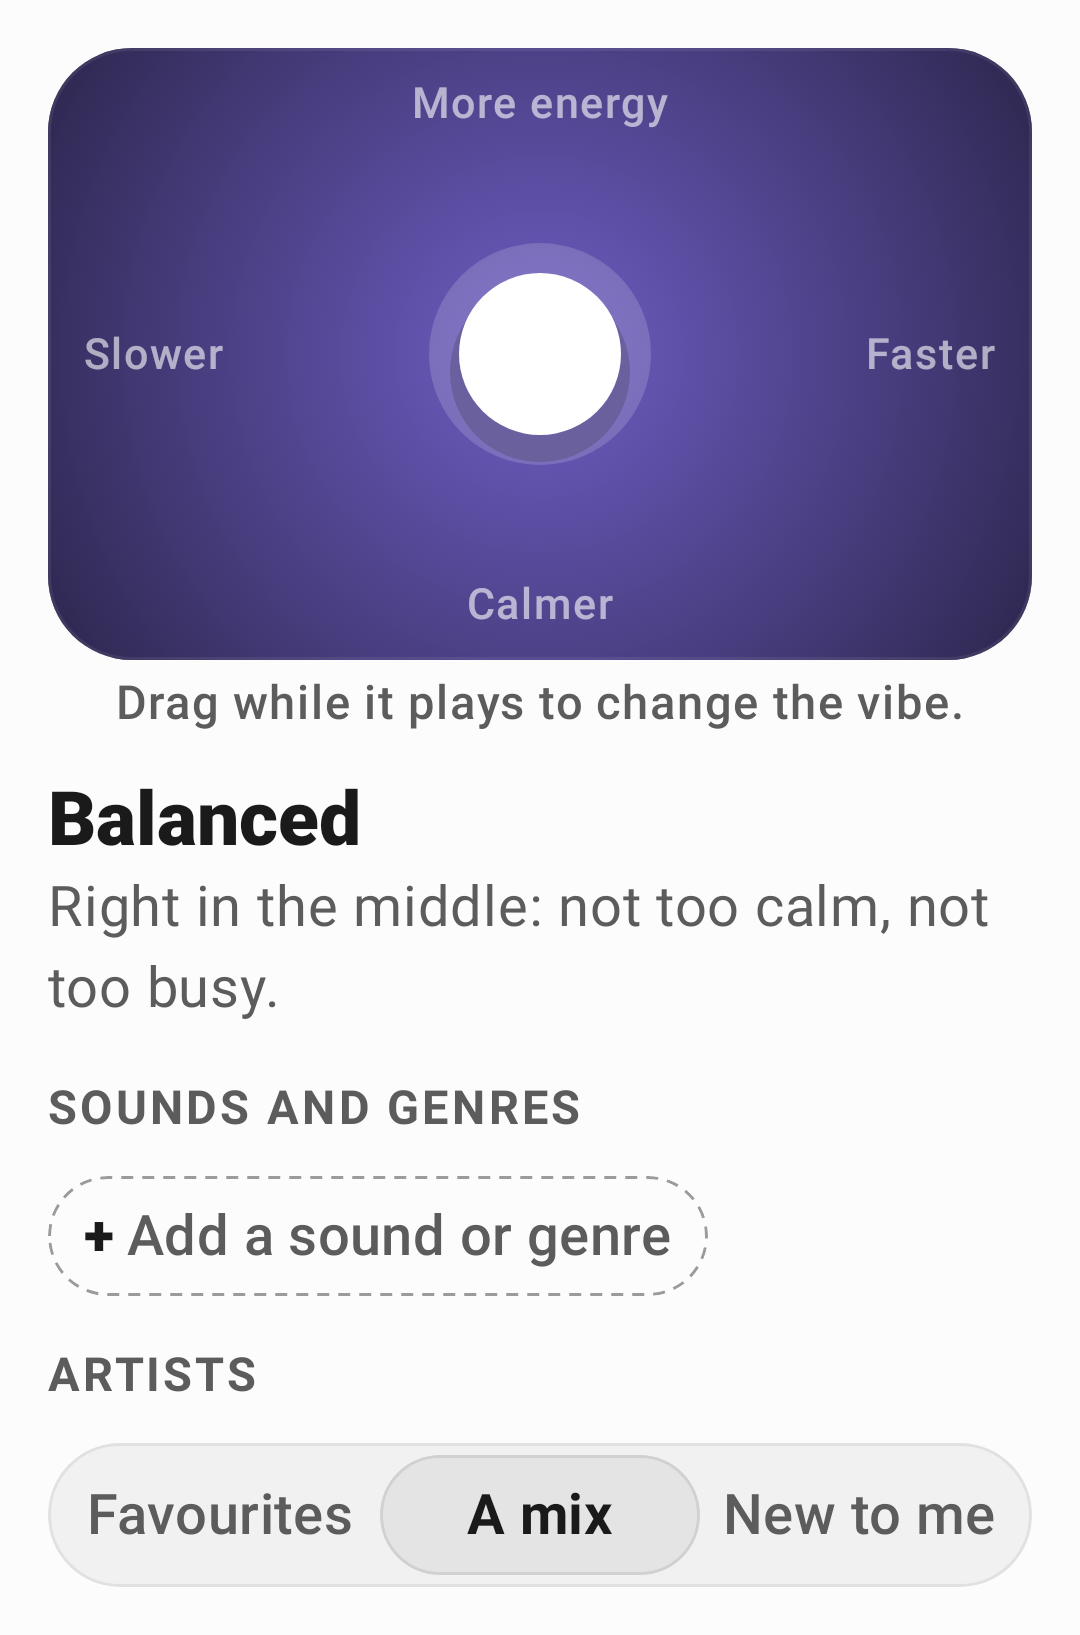 More energy
Slower
Faster
Calmer
Drag while it plays to change the vibe.
Balanced
Right in the middle: not too calm, not
too busy.
SOUNDS AND GENRES
+ Add a sound or genre
ARTISTS
Favourites
A mix
New to me